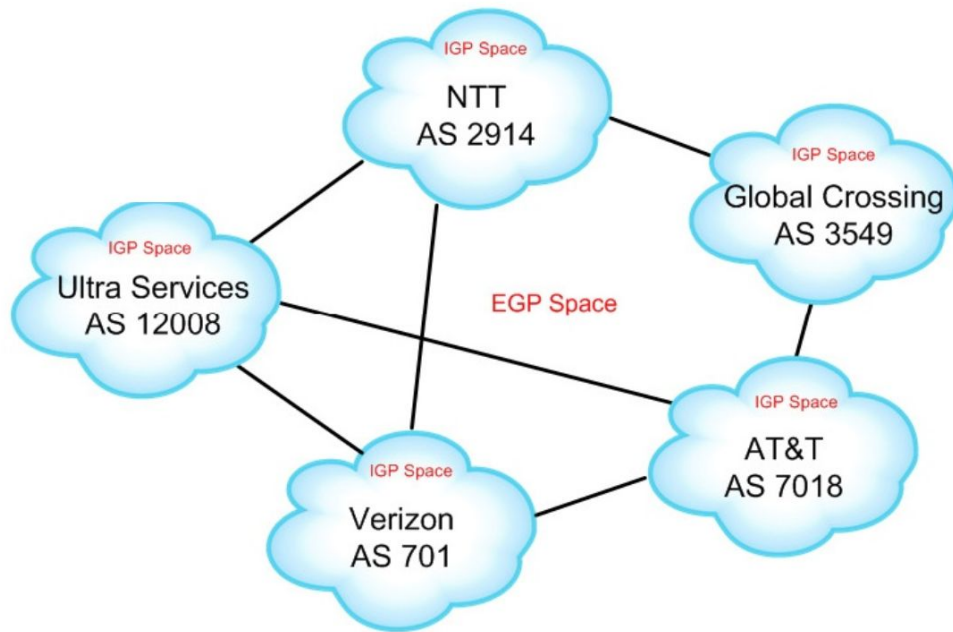 IGP Space
NTT
AS 2914
IGP Space
Global Crossing
AS 3549
IGP Space
Ultra Services
AS 12008
EGP Space
IGP Space
AT&T
AS 7018
IGP Space
Verizon
AS 701